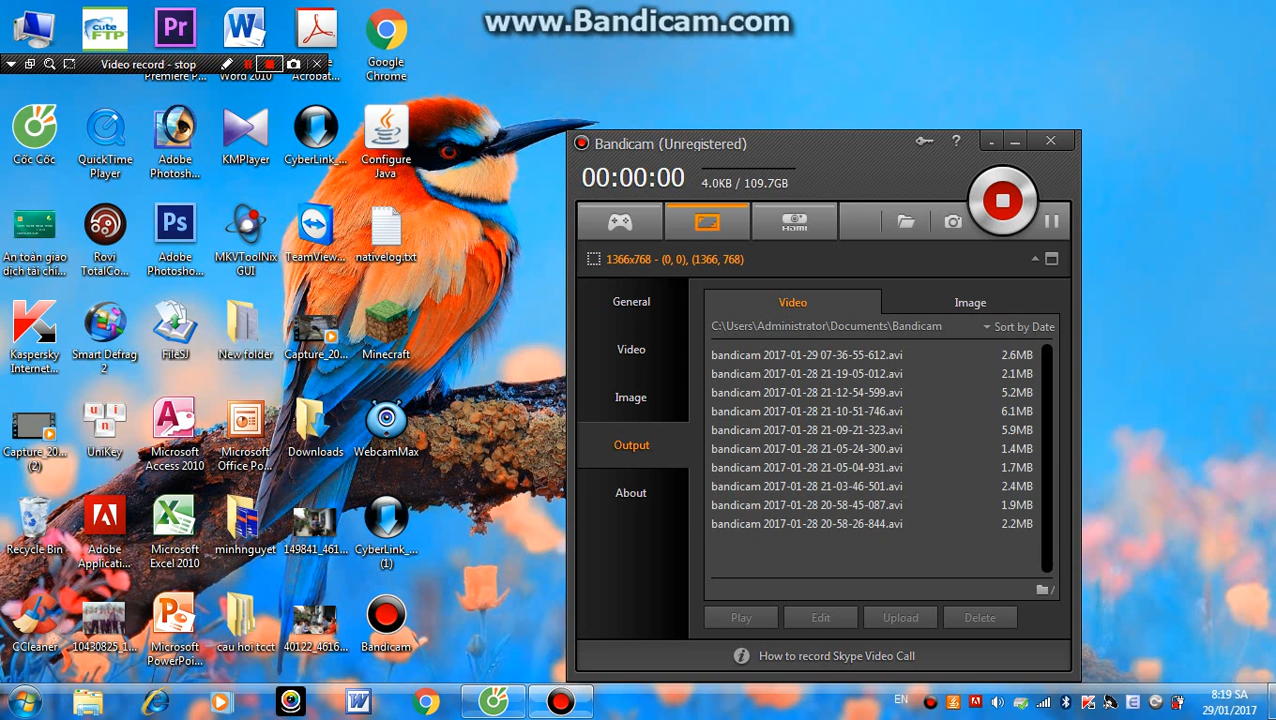 www.Bandicam.com
cute
FTP
Pr
Video record - stop
Premiere P...
Word 2010
Acrobat...
Google
Chrome
Cốc Cốc
QuickTime
Player
Adobe
Photosh...
KMPlayer
CyberLink_...
Configure
Java
An toàn giao
dịch tài chí...
Rovi
TotalCo...
Ps
Adobe
Photosho...
MKVToolNix
GUI
TeamView...
nativelog.txt
Kaspersky
Internet...
Smart Defrag
2
FileSJ
New folder
Capture_20...
Minecraft
Capture_20...
(2)
u i
n
UniKey
Microsoft
Access 2010
Microsoft
Office Po...
Downloads
WebcamMax
Recycle Bin
Adobe
Applicati...
Microsoft
Excel 2010
minhnguyet
149841_461...
CyberLink_...
(1)
CCleaner
10430825_1...
Microsoft
PowerPoi...
cau hoi tcct
40122_4616...
Bandicam
Bandicam (Unregistered)
?
00:00:00
4.0KB / 109.7GB
HDMI
1366x768 - (0, 0), (1366, 768)
General
Video
Image
Output
About
Video
Image
C:\Users\Administrator\Documents\Bandicam
Sort by Date
bandicam 2017-01-29 07-36-55-612.avi 2.6MB
bandicam 2017-01-28 21-19-05-012.avi 2.1MB
bandicam 2017-01-28 21-12-54-599.avi 5.2MB
bandicam 2017-01-28 21-10-51-746.avi 6.1MB
bandicam 2017-01-28 21-09-21-323.avi 5.9MB
bandicam 2017-01-28 21-05-24-300.avi 1.4MB
bandicam 2017-01-28 21-05-04-931.avi 1.7MB
bandicam 2017-01-28 21-03-46-501.avi 2.4MB
bandicam 2017-01-28 20-58-45-087.avi 1.9MB
bandicam 2017-01-28 20-58-26-844.avi 2.2MB
Play
Edit
Upload
Delete
How to record Skype Video Call
EN
8:19 SA
29/01/2017